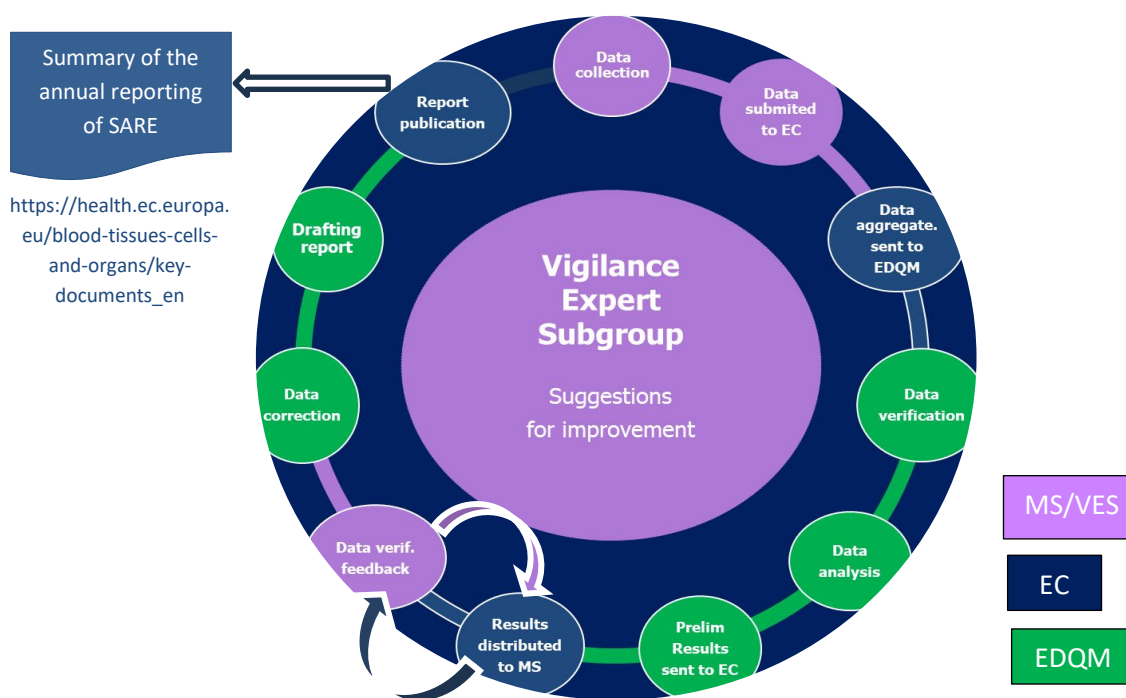 Summary of the
annual reporting
of SARE
https://health.ec.europa.
eu/blood-tissues-cells-
and-organs/key-
documents_en
Data
collection
Data
submited
to EC
Data
aggregate.
sent to
EDQM
Data
verification
Data
analysis
Prelim
Results
sent to EC
Results
distributed
to MS
Data verif.
feedback
Data
correction
Drafting
report
Report
publication
Vigilance
Expert
Subgroup
Suggestions
for improvement
MS/VES
EC
EDQM